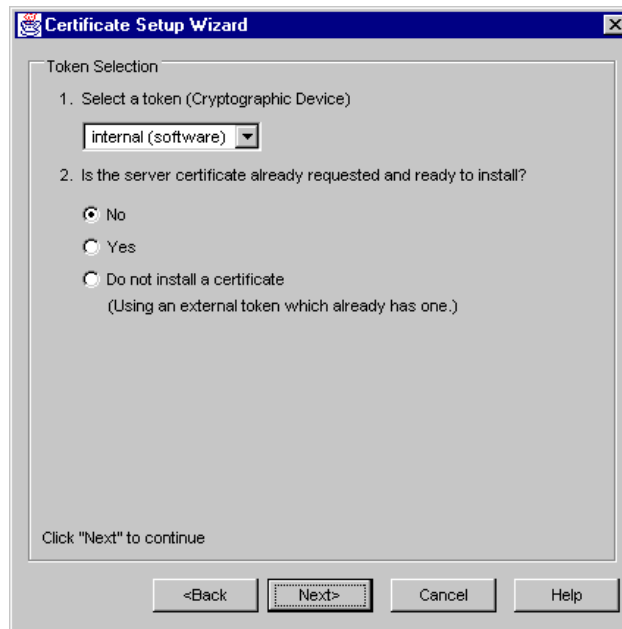 Certificate Setup Wizard
Token Selection
1. Select a token (Cryptographic Device)
internal (software)
2. Is the server certificate already requested and ready to install?
No
Yes
Do not install a certificate
(Using an external token which already has one.)
Click "Next" to continue
<Back Next> Cancel Help